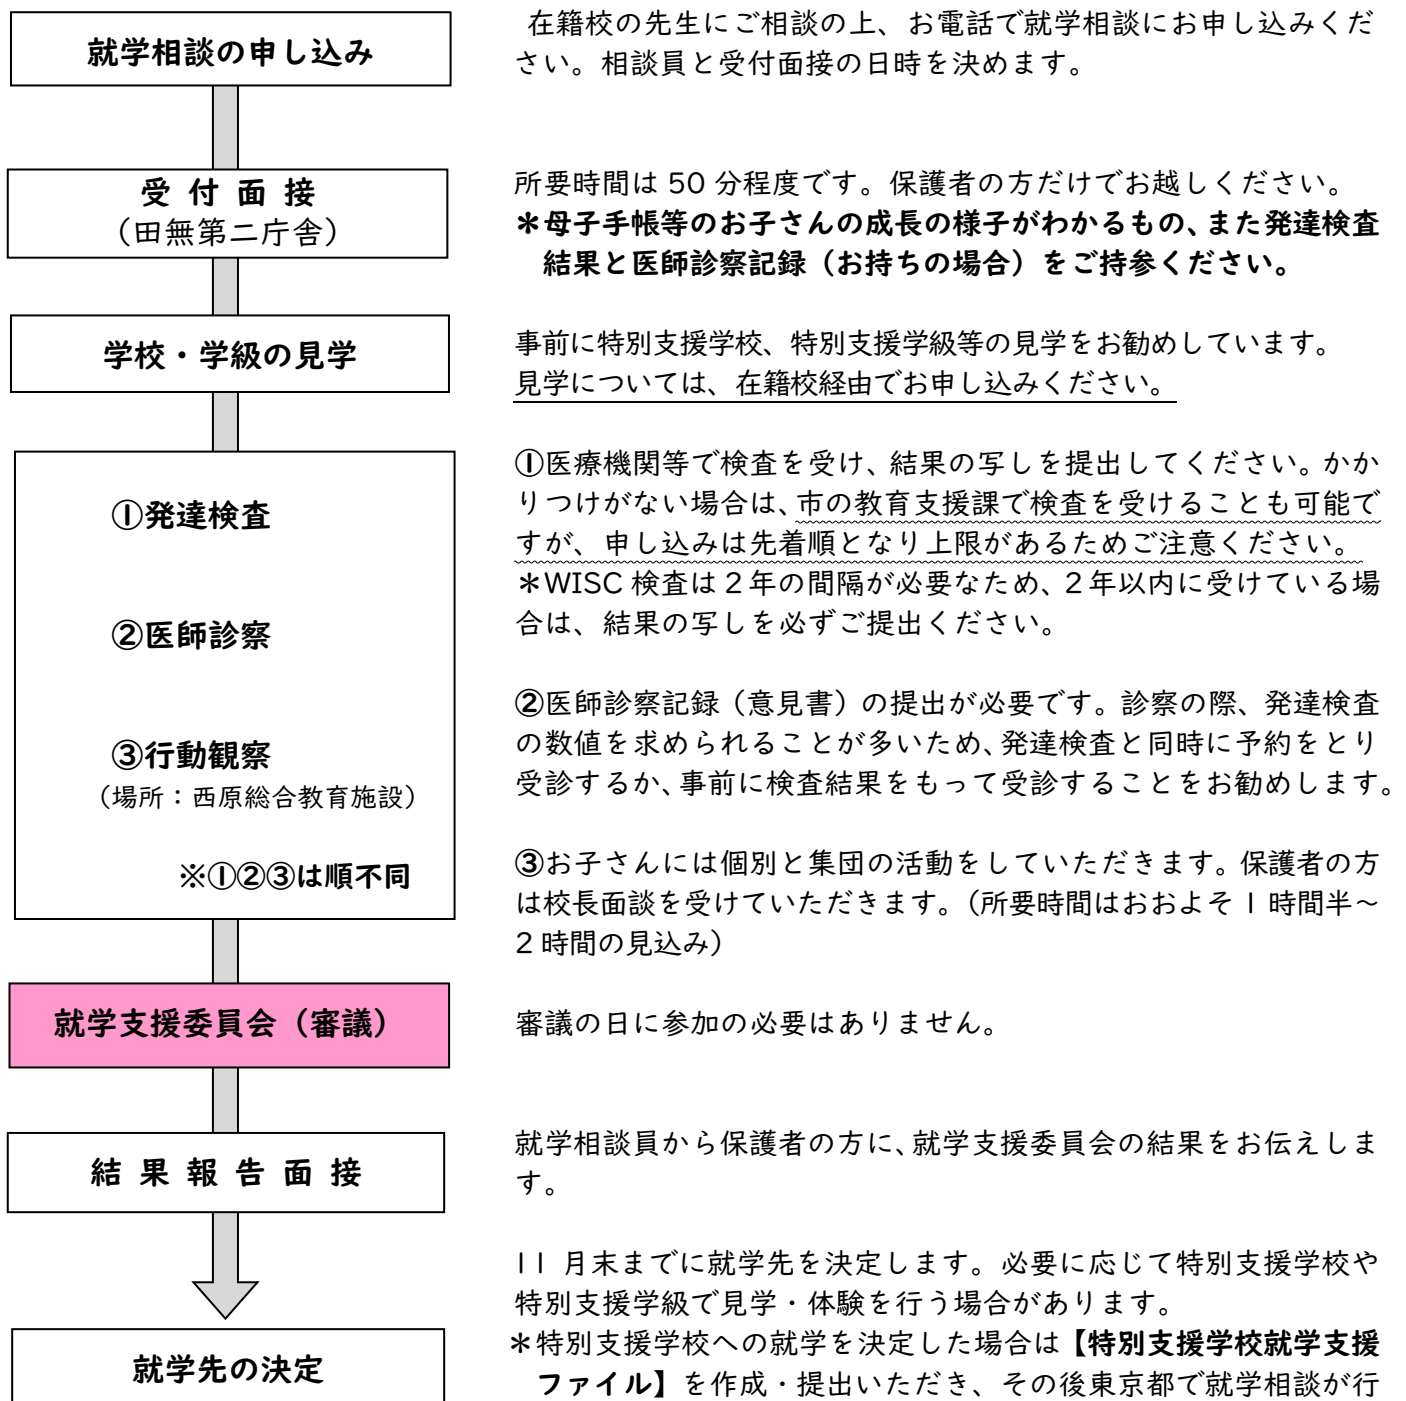 就学相談の申し込み
在籍校の先生にご相談の上、お電話で就学相談にお申し込みくだ
さい。相談員と受付面接の日時を決めます。
受 付 面 接
（田無第二庁舎）
所要時間は 50 分程度です。保護者の方だけでお越しください。
＊母子手帳等のお子さんの成長の様子がわかるもの、また発達検査
結果と医師診察記録（お持ちの場合）をご持参ください。
学校・学級の見学
事前に特別支援学校、特別支援学級等の見学をお勧めしています。
見学については、在籍校経由でお申し込みください。
①発達検査
②医師診察
③行動観察
（場所：西原総合教育施設）
※①②③は順不同
①医療機関等で検査を受け、結果の写しを提出してください。かか
りつけがない場合は、市の教育支援課で検査を受けることも可能で
すが、申し込みは先着順となり上限があるためご注意ください。
＊WISC 検査は 2 年の間隔が必要なため、2 年以内に受けている場
合は、結果の写しを必ずご提出ください。
②医師診察記録（意見書）の提出が必要です。診察の際、発達検査
の数値を求められることが多いため、発達検査と同時に予約をとり
受診するか、事前に検査結果をもって受診することをお勧めします。
③お子さんには個別と集団の活動をしていただきます。保護者の方
は校長面談を受けていただきます。（所要時間はおおよそ 1 時間半～
2 時間の見込み）
就学支援委員会（審議）
審議の日に参加の必要はありません。
結 果 報 告 面 接
就学相談員から保護者の方に、就学支援委員会の結果をお伝えしま
す。
就学先の決定
11 月末までに就学先を決定します。必要に応じて特別支援学校や
特別支援学級で見学・体験を行う場合があります。
＊特別支援学校への就学を決定した場合は【特別支援学校就学支援
ファイル】を作成・提出いただき、その後東京都で就学相談が行